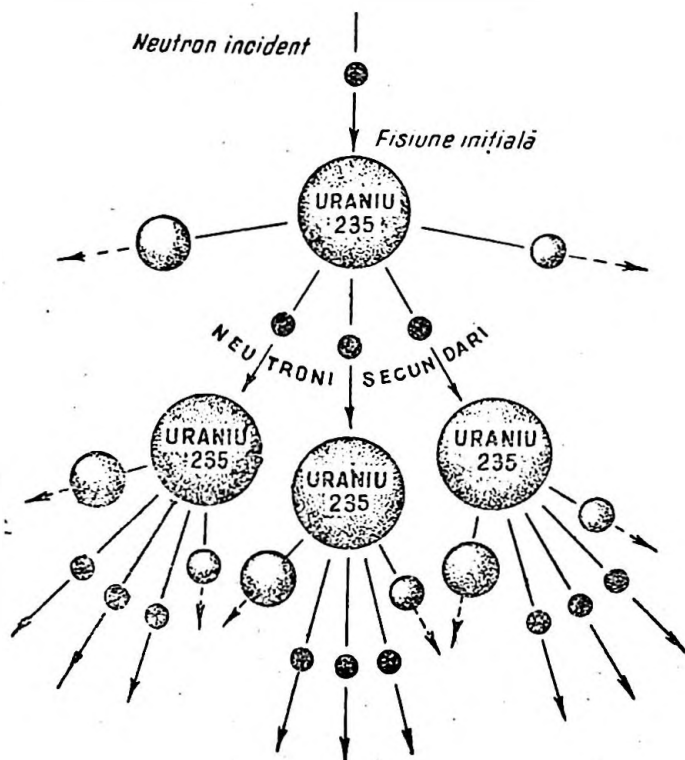 Neutron incident
Fisiune inițială
URANIU
235
NEUTRONI SECUNDARI
URANIU
235
URANIU
235
URANIU
235